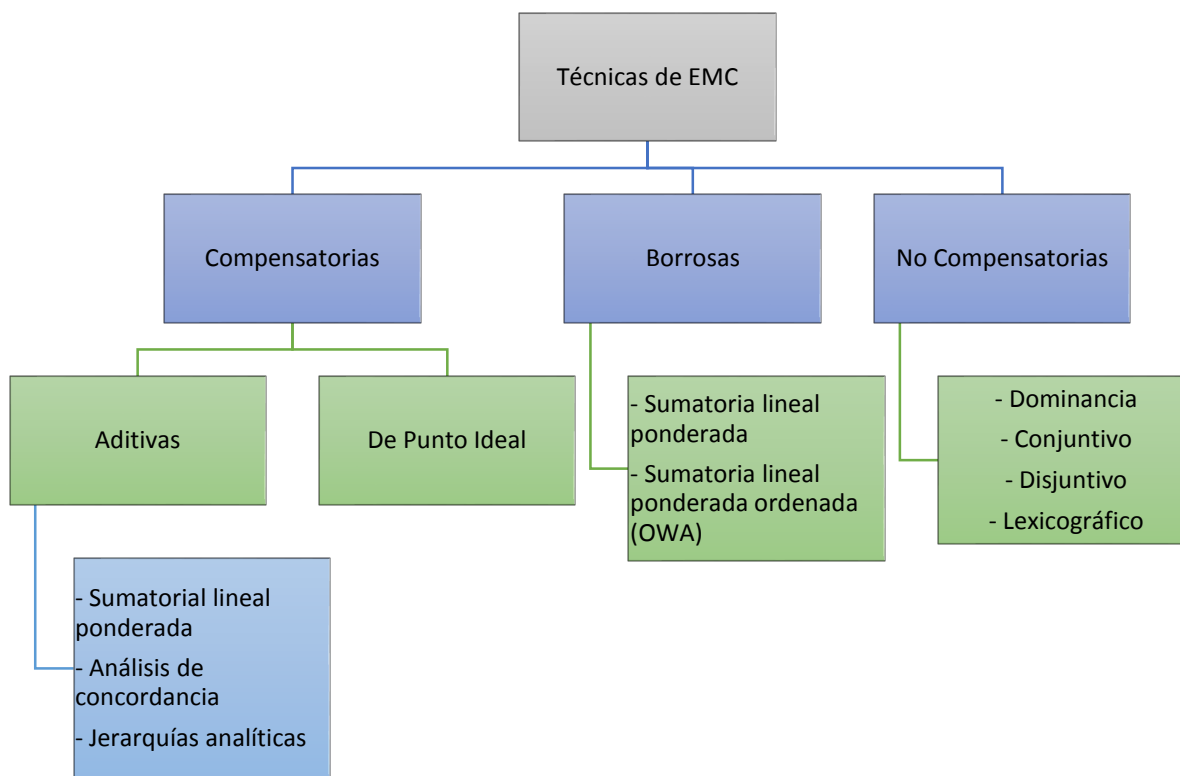 Técnicas de EMC
Compensatorias
Borrosas
No Compensatorias
Aditivas
De Punto Ideal
- Sumatoria lineal
ponderada
- Sumatoria lineal
ponderada ordenada
(OWA)
- Dominancia
- Conjuntivo
- Disjuntivo
- Lexicográfico
- Sumatorial lineal
ponderada
- Análisis de
concordancia
- Jerarquías analíticas